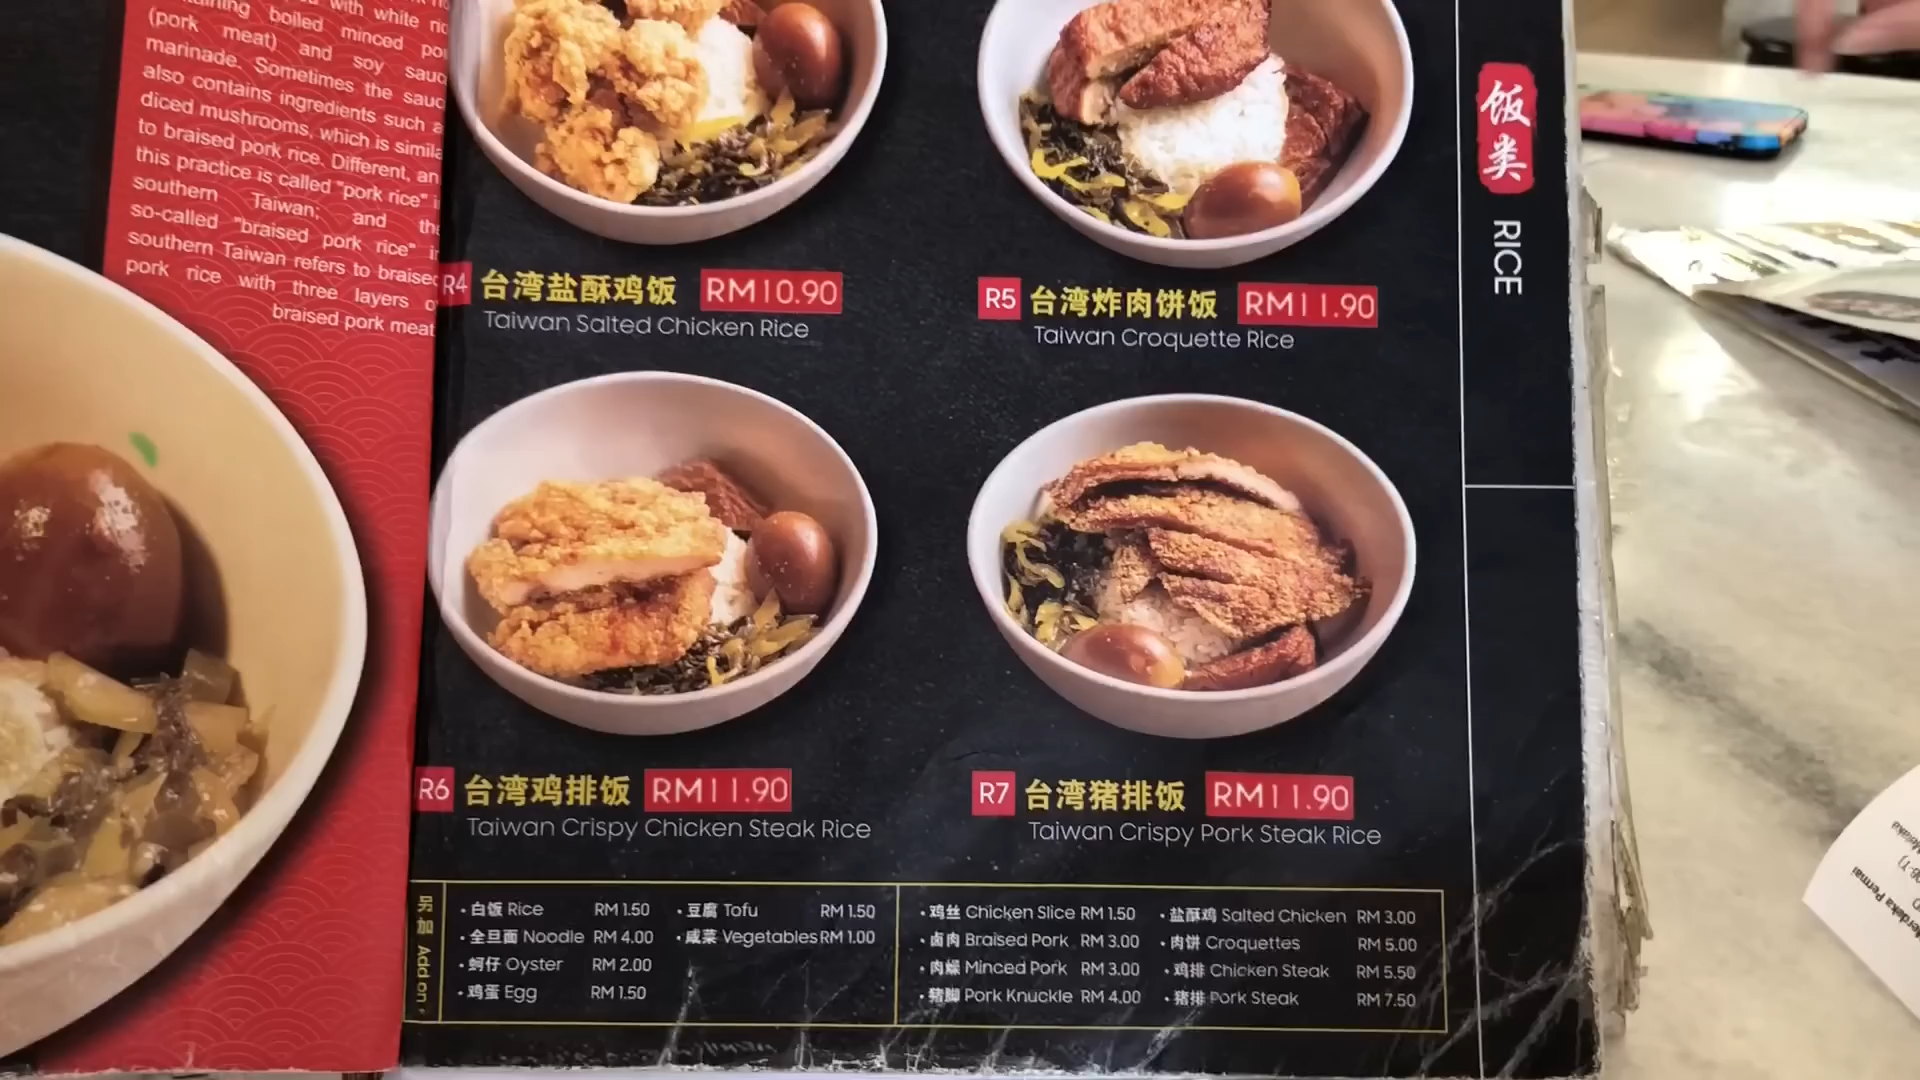 with white
boiled minced
(pork meat) and soy
marinade. Sometimes the
also contains ingredients such
diced mushrooms, which is
to braised pork rice. Different,
this practice is called "pork rice"
southern Taiwan; and
so-called "braised pork rice"
southern Taiwan refers to
pork rice with three layers
braised pork meat
R4 台湾盐酥鸡饭 RM10.90
Taiwan Salted Chicken Rice
R5 台湾炸肉饼饭 RM11.90
Taiwan Croquette Rice
R6 台湾鸡排饭 RM11.90
Taiwan Crispy Chicken Steak Rice
R7 台湾猪排饭 RM11.90
Taiwan Crispy Pork Steak Rice
饭类 RICE
另加 Add on
·白饭 Rice RM 1.50
·全旦面 Noodle RM 4.00
·蚵仔 Oyster RM 2.00
·鸡蛋 Egg RM 1.50
·豆腐 Tofu RM 1.50
·咸菜 Vegetables RM 1.00
·鸡丝 Chicken Slice RM 1.50
·卤肉 Braised Pork RM 3.00
·肉燥 Minced Pork RM 3.00
·猪脚 Pork Knuckle RM 4.00
·盐酥鸡 Salted Chicken RM 3.00
·肉饼 Croquettes RM 5.00
·鸡排 Chicken Steak RM 5.50
·猪排 Pork Steak RM 7.50